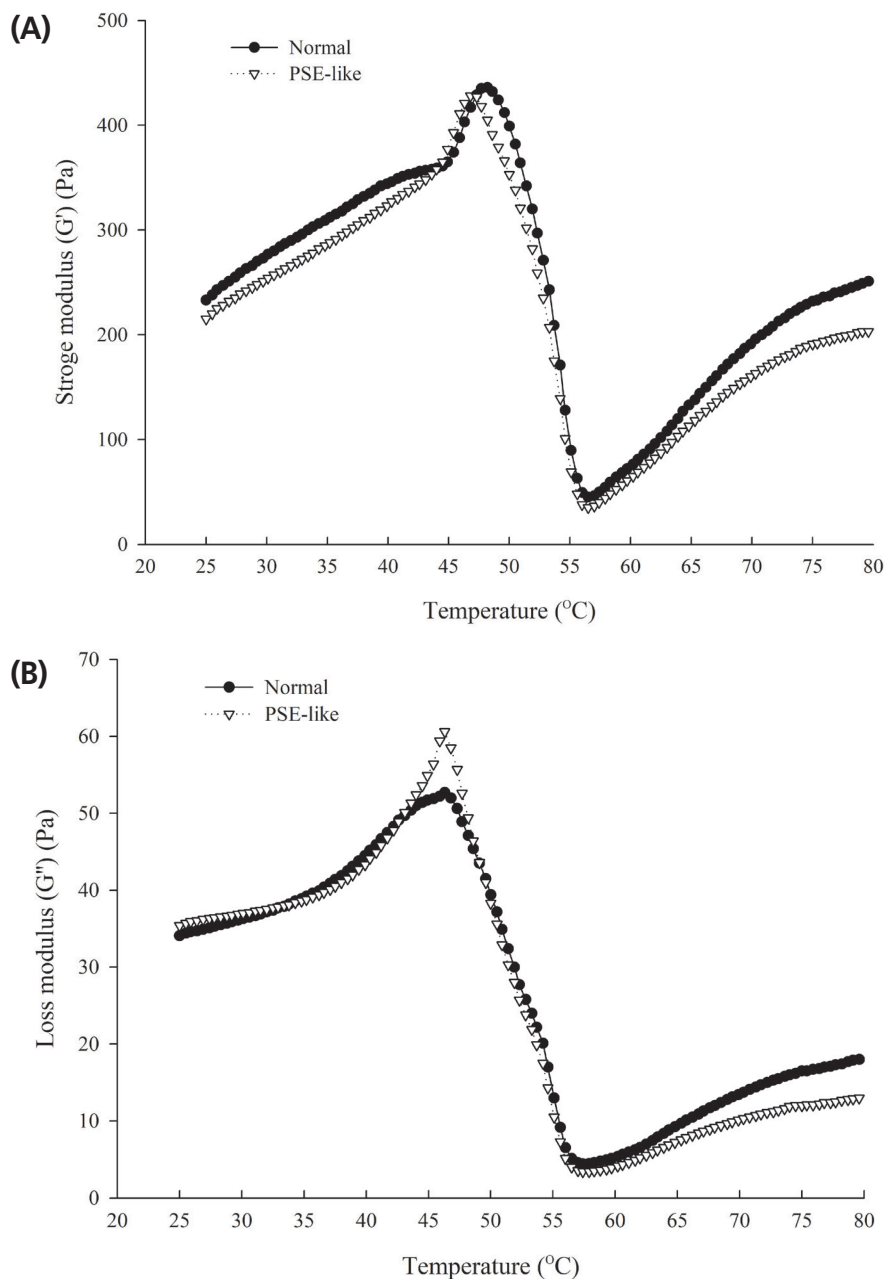 (A)
Normal
PSE-like
500
400
300
200
100
0
Stroge modulus (G') (Pa)
20 25 30 35 40 45 50 55 60 65 70 75 80
Temperature (°C)
(B)
Normal
PSE-like
70
60
50
40
30
20
10
0
Loss modulus (G") (Pa)
20 25 30 35 40 45 50 55 60 65 70 75 80
Temperature (°C)